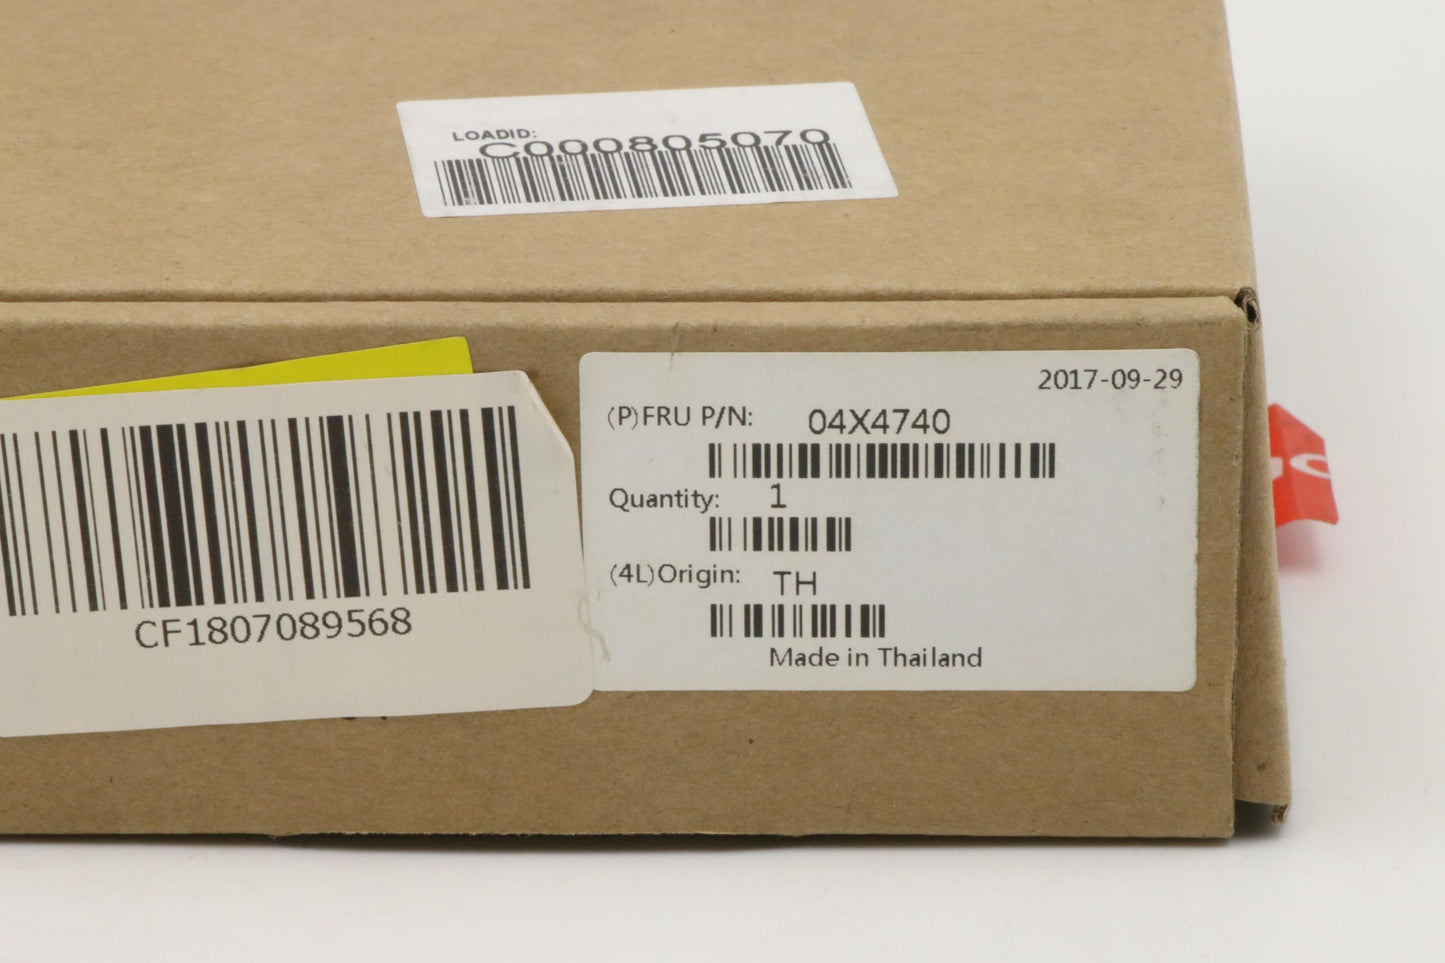 LOADID:
C000805070
2017-09-29
(P)FRU P/N: 04X4740
Quantity: 1
(4L)Origin: TH
Made in Thailand
CF1807089568